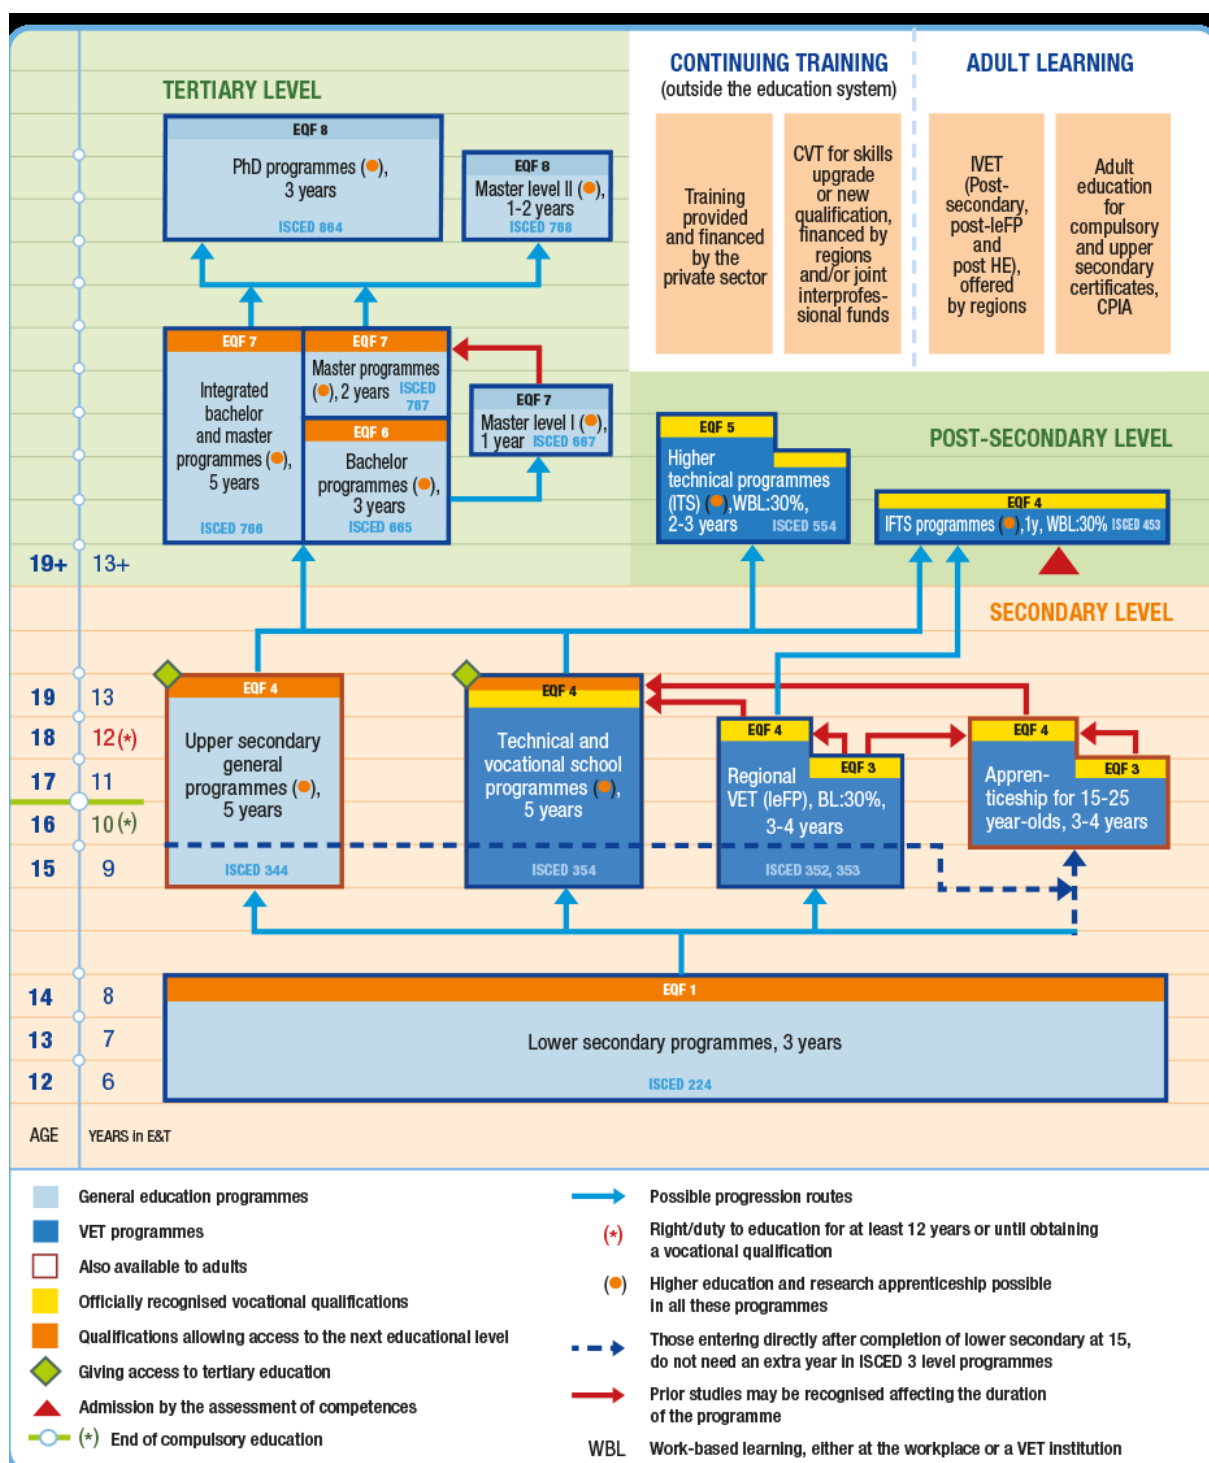 TERTIARY LEVEL
EQF 8
PhD programmes (●),
3 years
ISCED 864
EQF 8
Master level II (●),
1-2 years
ISCED 768
EQF 7
Integrated
bachelor
and master
programmes (●),
5 years
ISCED 766
EQF 7
Master programmes
(●), 2 years ISCED
767
EQF 6
Bachelor
programmes (●),
3 years
ISCED 665
EQF 7
Master level I (●),
1 year ISCED 667
CONTINUING TRAINING
(outside the education system)
Training
provided
and financed
by the
private sector
CVT for skills
upgrade
or new
qualification,
financed by
regions
and/or joint
interprofes-
sional funds
ADULT LEARNING
IVET
(Post-
secondary,
post-IeFP
and
post HE),
offered
by regions
Adult
education
for
compulsory
and upper
secondary
certificates,
CPIA
POST-SECONDARY LEVEL
EQF 5
Higher
technical programmes
(ITS) (●),WBL:30%,
2-3 years ISCED 554
EQF 4
IFTS programmes (●),1y, WBL:30% ISCED 453
19+ 13+
SECONDARY LEVEL
19 13
18 12(*)
17 11
16 10(*)
15 9
EQF 4
Upper secondary
general
programmes (●),
5 years
ISCED 344
EQF 4
Technical and
vocational school
programmes (●),
5 years
ISCED 354
EQF 4
EQF 3
Regional
VET (IeFP), BL:30%,
3-4 years
ISCED 352, 353
EQF 4
EQF 3
Appren-
ticeship for 15-25
year-olds, 3-4 years
14 8
13 7
12 6
EQF 1
Lower secondary programmes, 3 years
ISCED 224
AGE YEARS in E&T
General education programmes
VET programmes
Also available to adults
Officially recognised vocational qualifications
Qualifications allowing access to the next educational level
Giving access to tertiary education
Admission by the assessment of competences
(*) End of compulsory education
Possible progression routes
(*) Right/duty to education for at least 12 years or until obtaining
a vocational qualification
(●) Higher education and research apprenticeship possible
in all these programmes
Those entering directly after completion of lower secondary at 15,
do not need an extra year in ISCED 3 level programmes
Prior studies may be recognised affecting the duration
of the programme
WBL Work-based learning, either at the workplace or a VET institution